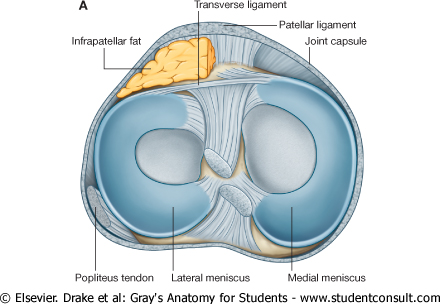 A
Transverse ligament
Patellar ligament
Infrapatellar fat
Joint capsule
Popliteus tendon
Lateral meniscus
Medial meniscus
© Elsevier. Drake et al: Gray's Anatomy for Students - www.studentconsult.com